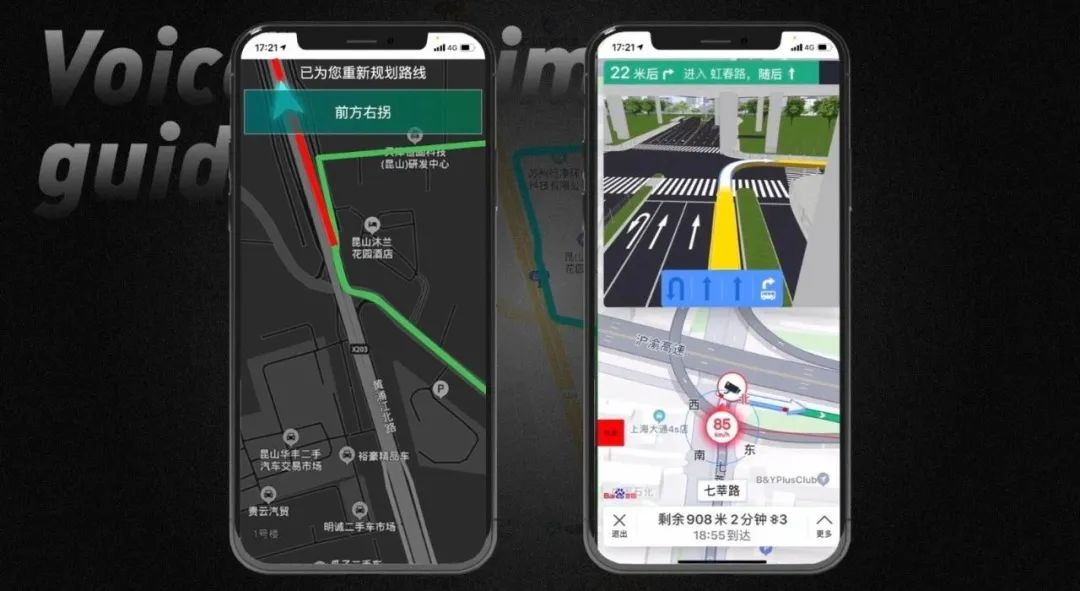 17:21
4G
已为您重新规划路线
前方右拐
(昆山)研发中心
昆山沐兰
花园酒店
X203
黄浦江北路
P
昆山华丰二手
汽车交易市场
裕豪精品车
贵云汽贸
明诚二手车市场
1号楼
17:21
4G
22 米后
进入 虹春路, 随后
沪渝高速
西
北
上海大通4s店
85
km/h
南
东
B&YPlusClub
七莘路
剩余908 米 2 分钟 3
18:55到达
退出
更多